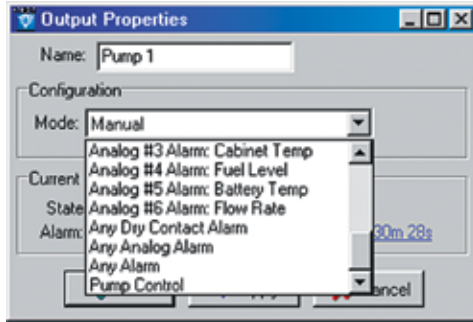 Output Properties
Name: Pump 1
Configuration
Mode: Manual
Analog #3 Alarm: Cabinet Temp
Analog #4 Alarm: Fuel Level
Current Analog #5 Alarm: Battery Temp
State Analog #6 Alarm: Flow Rate
Alarm: Any Dry Contact Alarm 30m 28s
Any Analog Alarm
Any Alarm
Pump Control